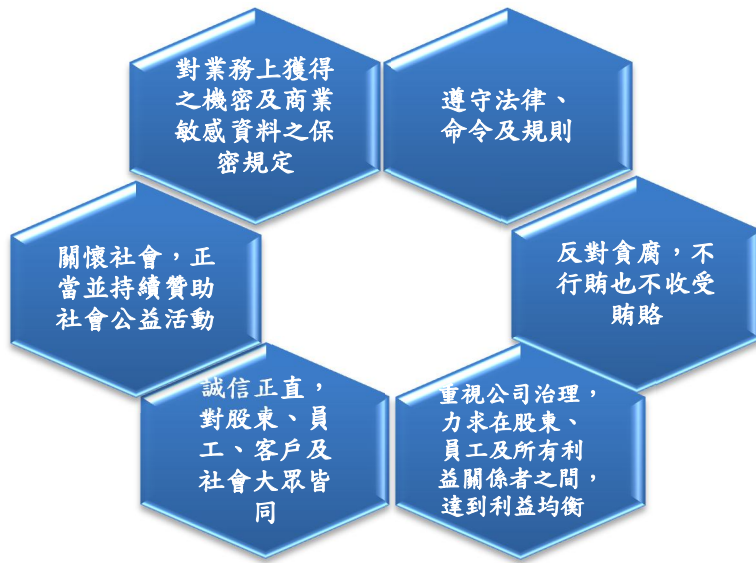 對業務上獲得
之機密及商業
敏感資料之保
密規定
遵守法律、
命令及規則
關懷社會，正
當並持續贊助
社會公益活動
反對貪腐，不
行賄也不收受
賄賂
誠信正直，
對股東、員
工、客戶及
社會大眾皆
同
重視公司治理，
力求在股東、
員工及所有利
益關係者之間，
達到利益均衡